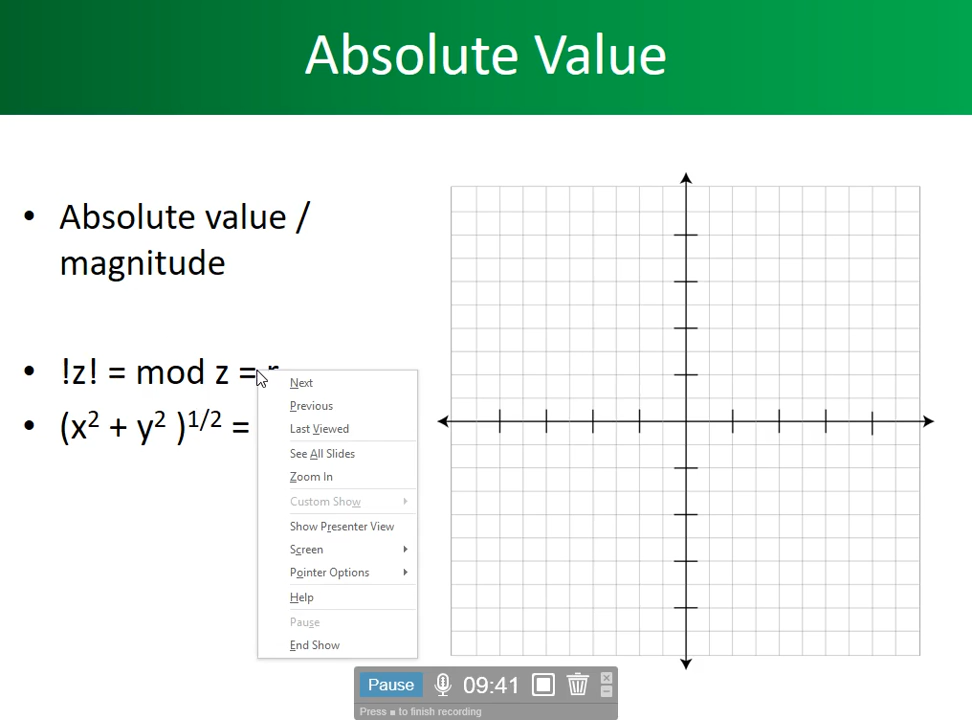 Absolute Value
• Absolute value /
magnitude
• !z! = mod z = r
• (x² + y² )¹/² =
Next
Previous
Last Viewed
See All Slides
Zoom In
Custom Show
Show Presenter View
Screen
Pointer Options
Help
Pause
End Show
Pause 09:41
Press ■ to finish recording